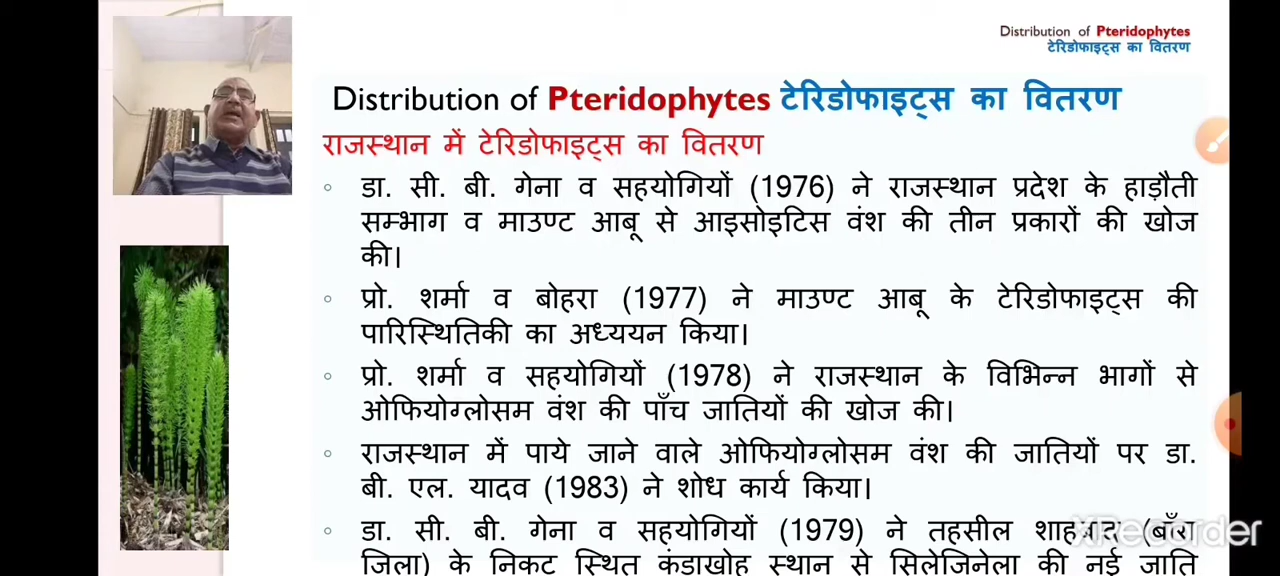 Distribution of Pteridophytes
टेरिडोफाइट्स का वितरण
Distribution of Pteridophytes टेरिडोफाइट्स का वितरण
राजस्थान में टेरिडोफाइट्स का वितरण
◦ डा. सी. बी. गेना व सहयोगियों (1976) ने राजस्थान प्रदेश के हाड़ौती
सम्भाग व माउण्ट आबू से आइसोइटिस वंश की तीन प्रकारों की खोज
की।
◦ प्रो. शर्मा व बोहरा (1977) ने माउण्ट आबू के टेरिडोफाइट्स की
पारिस्थितिकी का अध्ययन किया।
◦ प्रो. शर्मा व सहयोगियों (1978) ने राजस्थान के विभिन्न भागों से
ओफियोग्लोसम वंश की पाँच जातियों की खोज की।
◦ राजस्थान में पाये जाने वाले ओफियोग्लोसम वंश की जातियों पर डा.
बी. एल. यादव (1983) ने शोध कार्य किया।
◦ डा. सी. बी. गेना व सहयोगियों (1979) ने तहसील शाहबाद (बाँरा
जिला) के निकट स्थित कंडाखोह स्थान से सिलेजिनेला की नई जाति
XRecorder